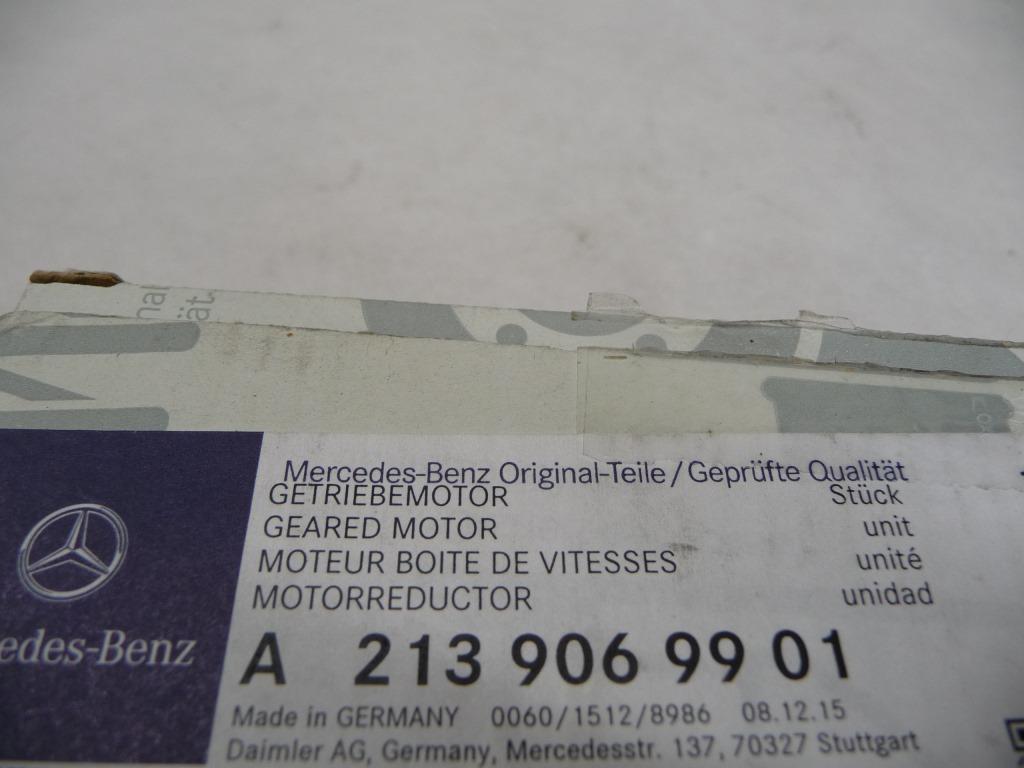 nal
ät.
Mercedes-Benz Original-Teile/Geprüfte Qualität
GETRIEBEMOTOR Stück
GEARED MOTOR unit
MOTEUR BOITE DE VITESSES unité
MOTORREDUCTOR unidad
edes-Benz
A 213 906 99 01
Made in GERMANY 0060/1512/8986 08.12.15
Daimler AG, Germany, Mercedesstr. 137, 70327 Stuttgart